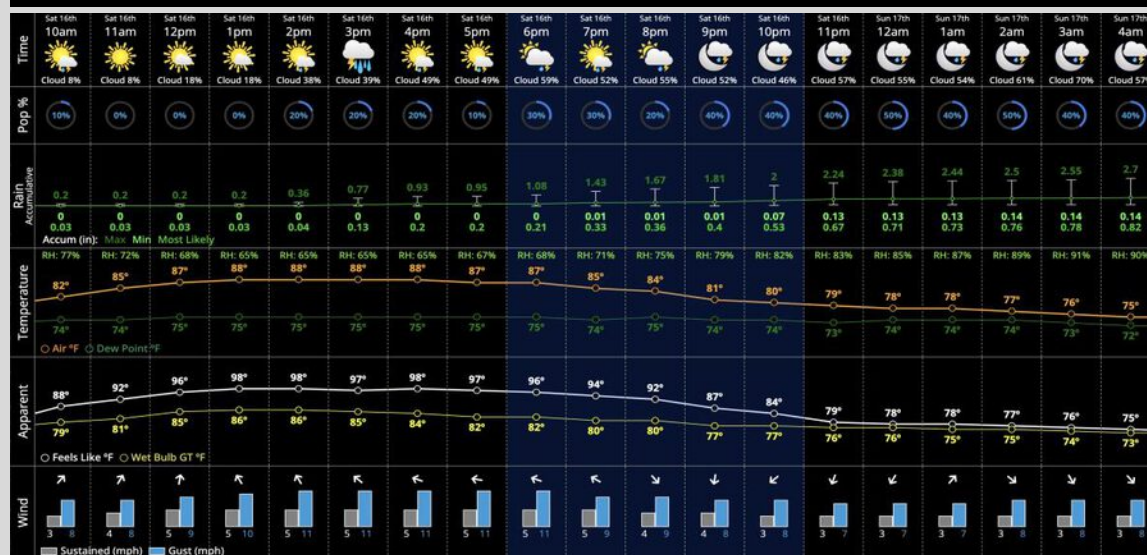 Time
Sat 16th Sat 16th Sat 16th Sat 16th Sat 16th Sat 16th Sat 16th Sat 16th Sat 16th Sat 16th Sat 16th Sat 16th Sat 16th Sat 16th Sun 17th Sun 17th Sun 17th Sun 17th Sun 17th
10am 11am 12pm 1pm 2pm 3pm 4pm 5pm 6pm 7pm 8pm 9pm 10pm 11pm 12am 1am 2am 3am 4am
Cloud 8% Cloud 8% Cloud 18% Cloud 18% Cloud 38% Cloud 39% Cloud 49% Cloud 49% Cloud 59% Cloud 52% Cloud 55% Cloud 52% Cloud 46% Cloud 57% Cloud 55% Cloud 54% Cloud 61% Cloud 70% Cloud 57%
Pop %
10% 0% 0% 0% 20% 20% 20% 10% 30% 30% 20% 40% 40% 40% 50% 40% 50% 40% 40%
Rain
Accumulative
0.2 0.2 0.2 0.2 0.36 0.77 0.93 0.95 1.08 1.43 1.67 1.81 2 2.24 2.38 2.44 2.5 2.55 2.7
0 0 0 0 0 0 0 0 0 0.01 0.01 0.01 0.07 0.13 0.13 0.13 0.14 0.14 0.14
0.03 0.03 0.03 0.03 0.04 0.13 0.2 0.2 0.21 0.33 0.36 0.4 0.53 0.67 0.71 0.73 0.76 0.78 0.82
Accum (in): Max Min Most Likely
Temperature
RH: 77% RH: 72% RH: 68% RH: 65% RH: 65% RH: 65% RH: 65% RH: 67% RH: 68% RH: 71% RH: 75% RH: 79% RH: 82% RH: 83% RH: 85% RH: 87% RH: 89% RH: 91% RH: 90%
82° 85° 87° 88° 88° 88° 88° 87° 87° 85° 84° 81° 80° 79° 78° 78° 77° 76° 75°
74° 74° 75° 75° 75° 75° 75° 75° 75° 74° 75° 74° 74° 73° 74° 74° 74° 73° 72°
Air °F Dew Point °F
Apparent
88° 92° 96° 98° 98° 97° 98° 97° 96° 94° 92° 87° 84° 79° 78° 78° 77° 76° 75°
79° 81° 85° 86° 86° 85° 84° 82° 82° 80° 80° 77° 77° 76° 76° 75° 75° 74° 73°
Feels Like °F Wet Bulb GT °F
Wind
3 8 4 8 5 9 5 10 5 11 5 11 5 11 5 11 5 11 5 9 4 9 5 8 5 8 3 7 3 7 3 7 3 8 3 8 4 8
Sustained (mph) Gust (mph)